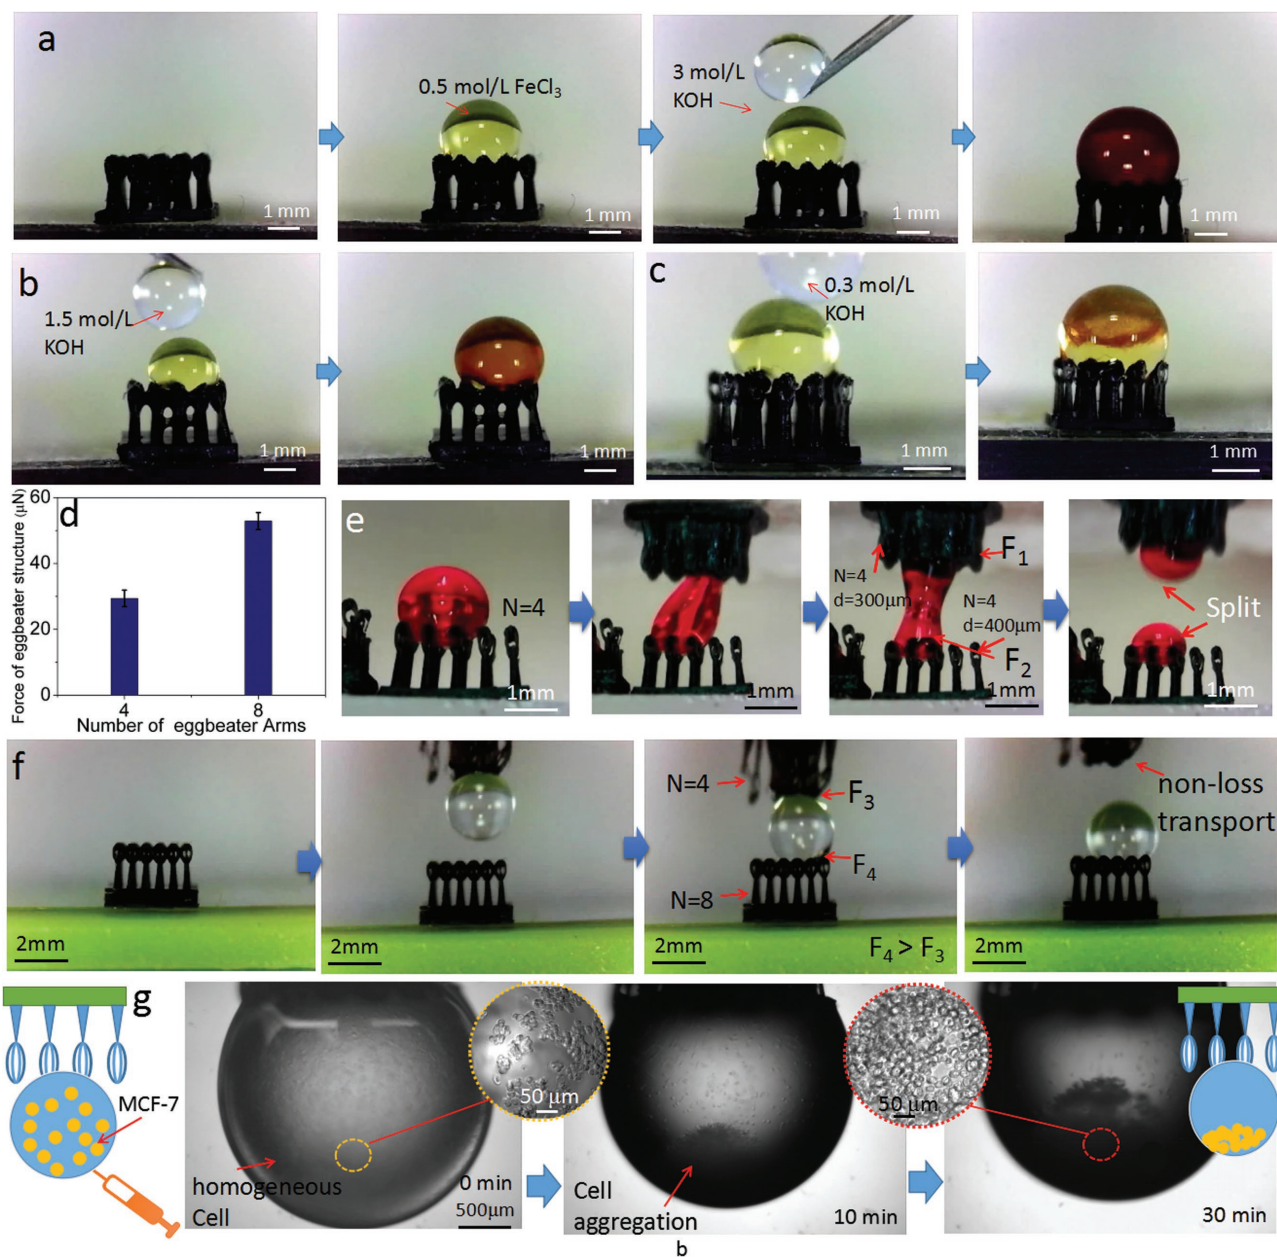 a
0.5 mol/L FeCl₃
3 mol/L
KOH
1 mm
1 mm
1 mm
1 mm
b
1.5 mol/L
KOH
1 mm
1 mm
c
0.3 mol/L
KOH
1 mm
1 mm
d
Force of eggbeater structure (μN)
60
40
20
0
4
8
Number of eggbeater Arms
e
N=4
1mm
1mm
F₁
N=4
d=300μm
N=4
d=400μm
F₂
1mm
Split
1mm
f
2mm
2mm
N=4
F₃
F₄
N=8
2mm
F₄ > F₃
non-loss
transport
2mm
g
MCF-7
homogeneous
Cell
0 min
500μm
50 μm
Cell
aggregation
10 min
50 μm
30 min
b